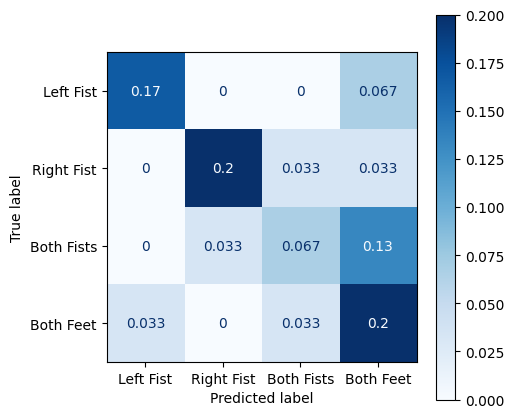 Left Fist 0.17 0 0 0.067
Right Fist 0 0.2 0.033 0.033
Both Fists 0 0.033 0.067 0.13
Both Feet 0.033 0 0.033 0.2
Left Fist Right Fist Both Fists Both Feet
Predicted label
True label
0.200
0.175
0.150
0.125
0.100
0.075
0.050
0.025
0.000